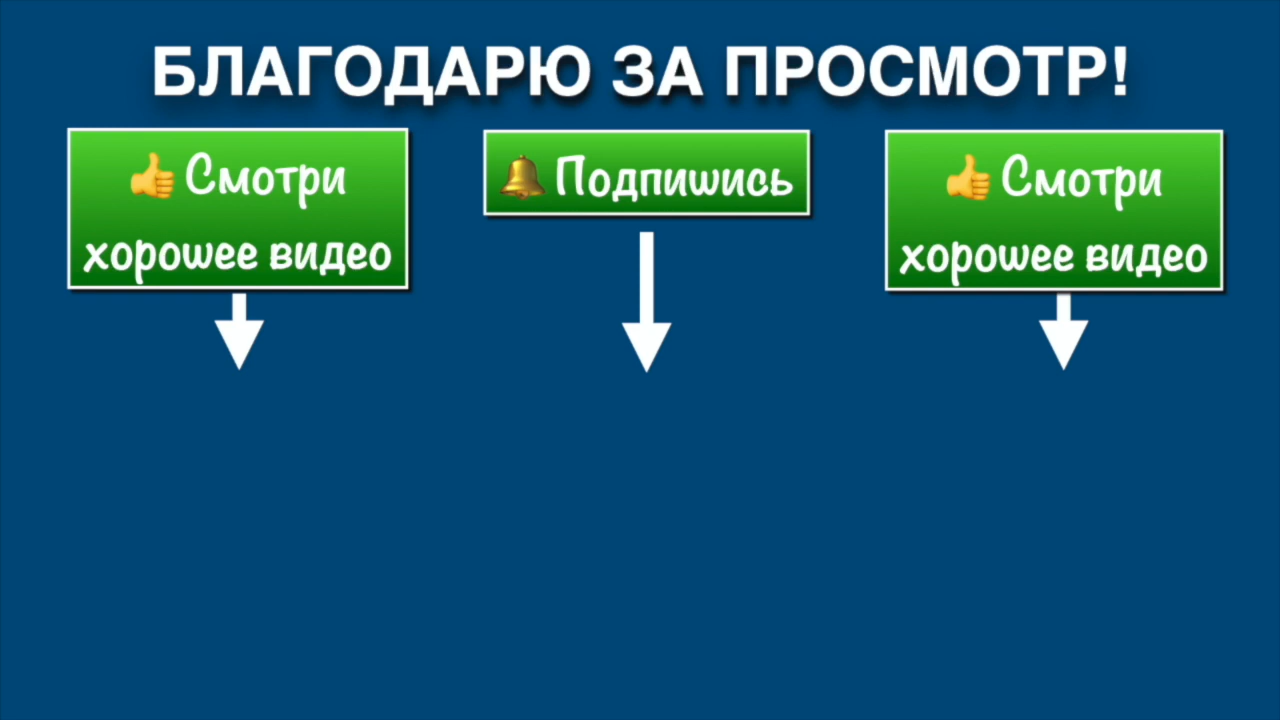 БЛАГОДАРЮ ЗА ПРОСМОТР!
👍 Смотри
хорошее видео
🔔 Подпишись
👍 Смотри
хорошее видео